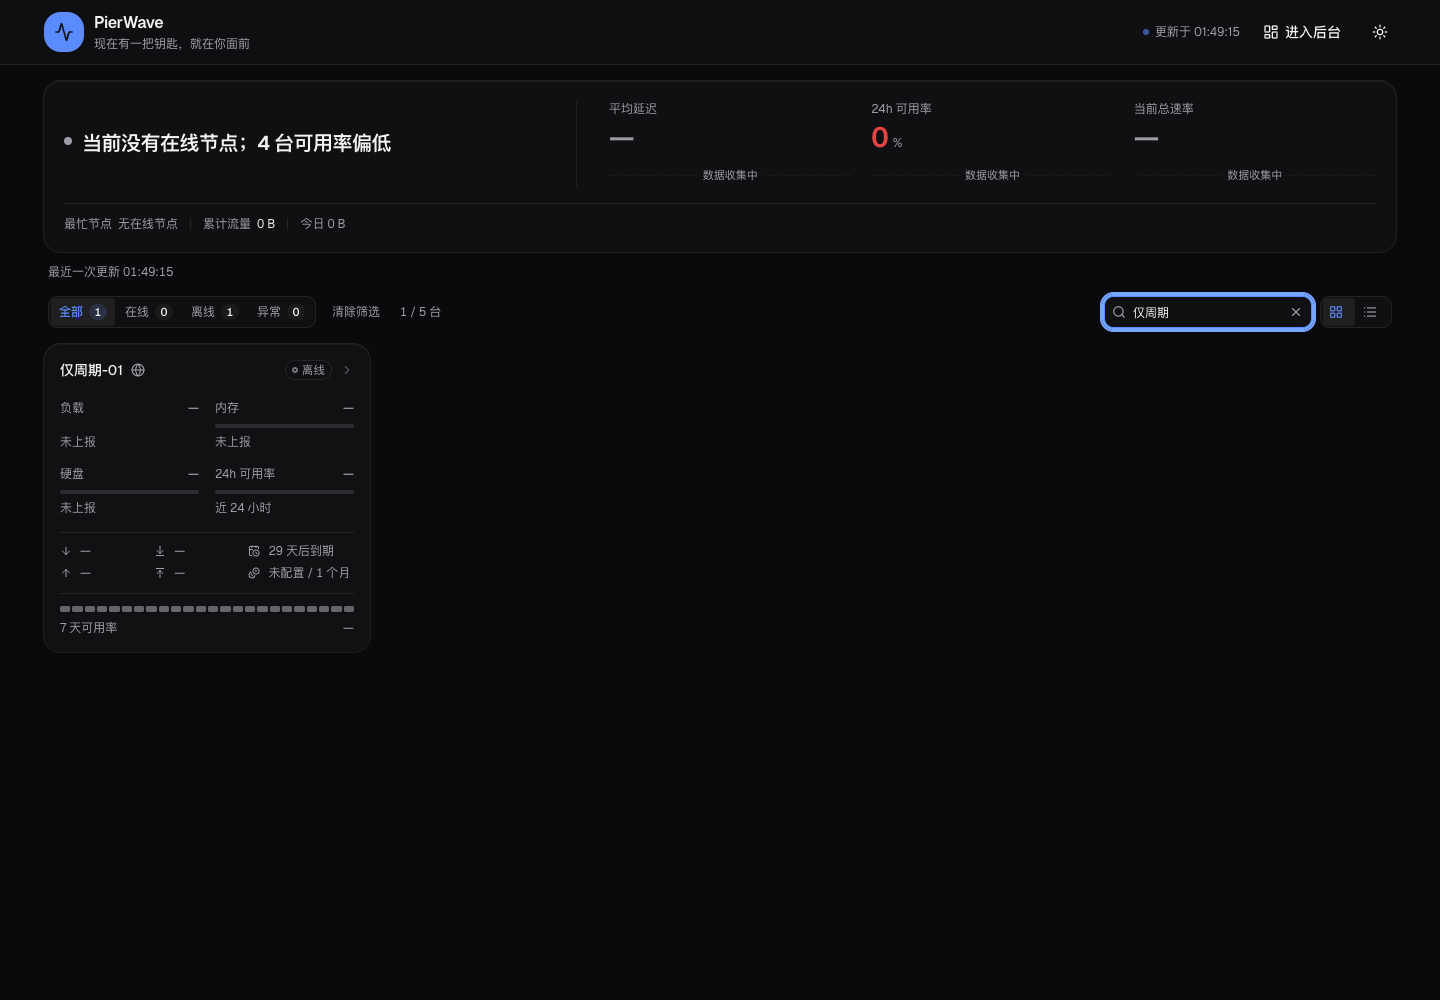 PierWave
现在有一把钥匙，就在你面前
更新于 01:49:15
进入后台
当前没有在线节点；4 台可用率偏低
平均延迟
—
数据收集中
24h 可用率
0 %
数据收集中
当前总速率
—
数据收集中
最忙节点 无在线节点
累计流量 0 B
今日 0 B
最近一次更新 01:49:15
全部 1
在线 0
离线 1
异常 0
清除筛选
1 / 5 台
仅周期
仅周期-01
离线
负载 —
未上报
内存 —
未上报
硬盘 —
未上报
24h 可用率 —
近 24 小时
↓ —
—
29 天后到期
↑ —
—
未配置 / 1 个月
7 天可用率 —